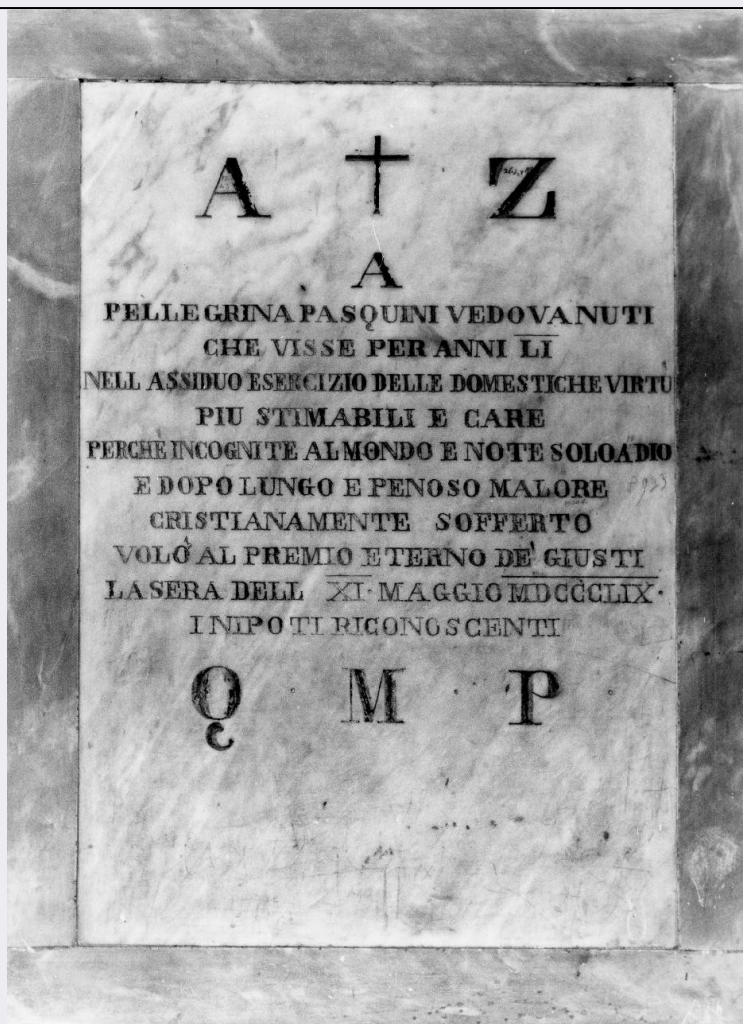 A † Z
A
PELLEGRINA PASQUINI VEDOVA NUTI
CHE VISSE PER ANNI LI
NELL ASSIDUO ESERCIZIO DELLE DOMESTICHE VIRTU
PIU STIMABILI E CARE
PERCHÈ INCOGNITE AL MONDO E NOTE SOLO A DIO
E DOPO LUNGO E PENOSO MALORE
CRISTIANAMENTE SOFFERTO
VOLÒ AL PREMIO ETERNO DE' GIUSTI
LA SERA DELL XI· MAGGIO MDCCCLIX·
I NIPOTI RICONOSCENTI
Q · M · P ·